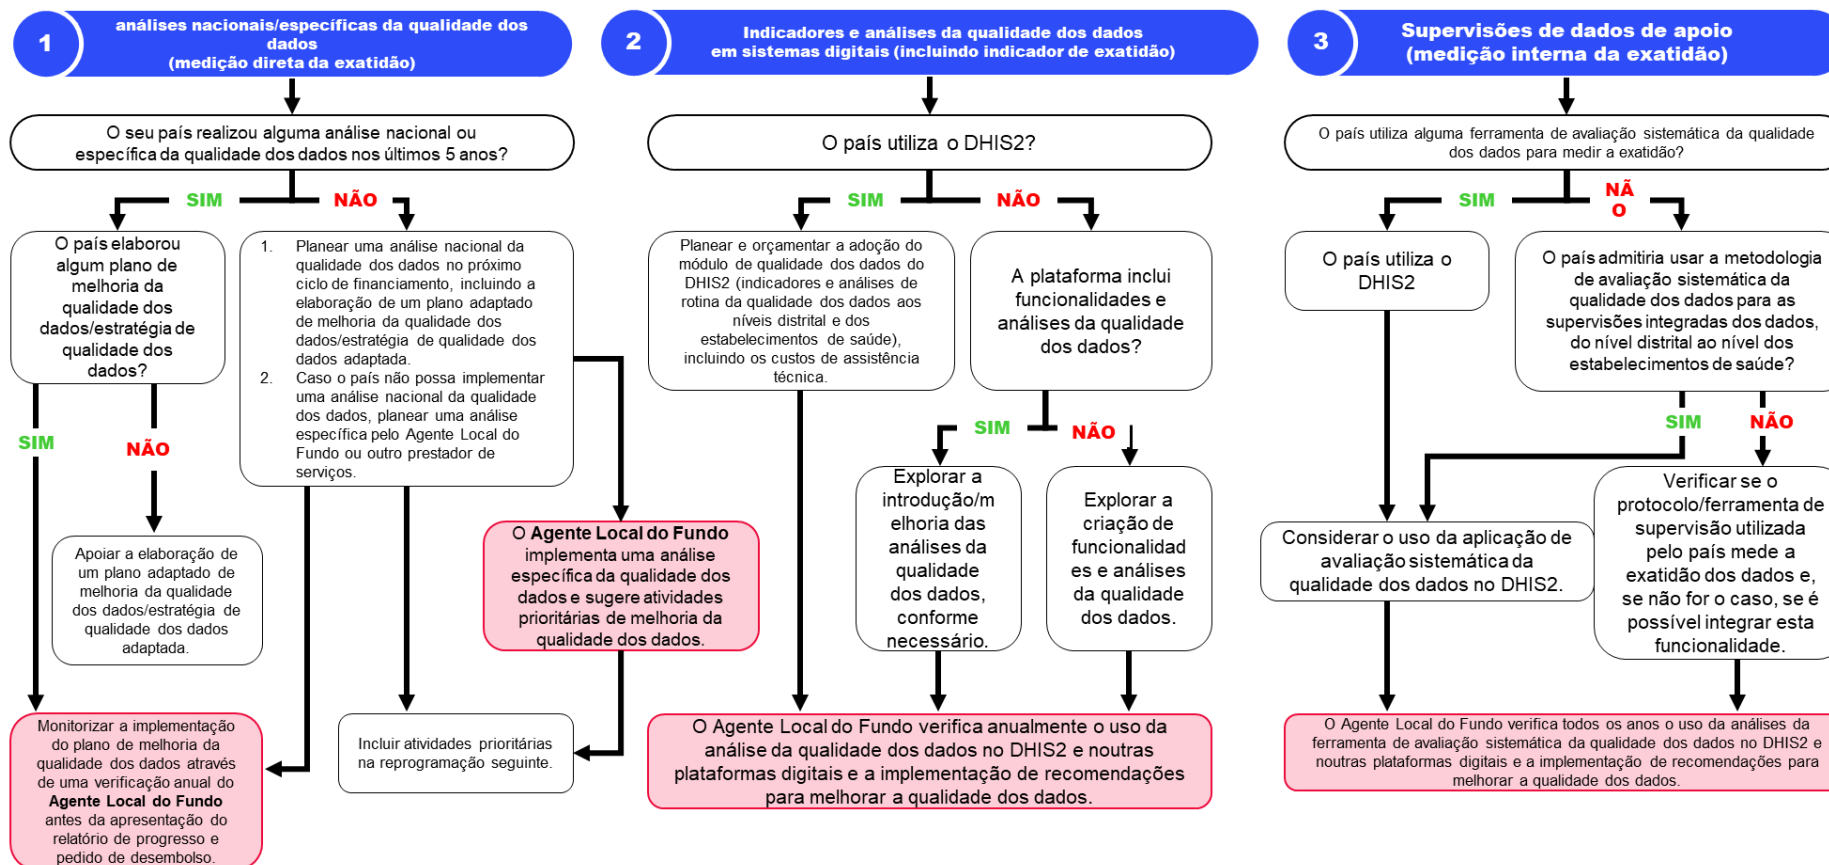 1
análises nacionais/específicas da qualidade dos
dados
(medição direta da exatidão)
O seu país realizou alguma análise nacional ou
específica da qualidade dos dados nos últimos 5 anos?
SIM
NÃO
O país elaborou
algum plano de
melhoria da
qualidade dos
dados/estratégia de
qualidade dos
dados?
1. Planear uma análise nacional da
qualidade dos dados no próximo
ciclo de financiamento, incluindo a
elaboração de um plano adaptado
de melhoria da qualidade dos
dados/estratégia de qualidade dos
dados adaptada.
2. Caso o país não possa implementar
uma análise nacional da qualidade
dos dados, planear uma análise
específica pelo Agente Local do
Fundo ou outro prestador de
serviços.
SIM
NÃO
Apoiar a elaboração de
um plano adaptado de
melhoria da qualidade
dos dados/estratégia de
qualidade dos dados
adaptada.
O Agente Local do Fundo
implementa uma análise
específica da qualidade dos
dados e sugere atividades
prioritárias de melhoria da
qualidade dos dados.
Monitorizar a implementação
do plano de melhoria da
qualidade dos dados através
de uma verificação anual do
Agente Local do Fundo
antes da apresentação do
relatório de progresso e
pedido de desembolso.
Incluir atividades prioritárias
na reprogramação seguinte.
2
Indicadores e análises da qualidade dos dados
em sistemas digitais (incluindo indicador de exatidão)
O país utiliza o DHIS2?
SIM
NÃO
Planear e orçamentar a adoção do
módulo de qualidade dos dados do
DHIS2 (indicadores e análises de
rotina da qualidade dos dados aos
níveis distrital e dos
estabelecimentos de saúde),
incluindo os custos de assistência
técnica.
A plataforma inclui
funcionalidades e
análises da qualidade
dos dados?
SIM
NÃO
Explorar a
introdução/m
elhoria das
análises da
qualidade
dos dados,
conforme
necessário.
Explorar a
criação de
funcionalidad
es e análises
da qualidade
dos dados.
O Agente Local do Fundo verifica anualmente o uso da
análise da qualidade dos dados no DHIS2 e noutras
plataformas digitais e a implementação de recomendações
para melhorar a qualidade dos dados.
3
Supervisões de dados de apoio
(medição interna da exatidão)
O país utiliza alguma ferramenta de avaliação sistemática da qualidade
dos dados para medir a exatidão?
SIM
NÃ
O
O país utiliza o
DHIS2
O país admitiria usar a metodologia
de avaliação sistemática da
qualidade dos dados para as
supervisões integradas dos dados,
do nível distrital ao nível dos
estabelecimentos de saúde?
SIM
NÃO
Considerar o uso da aplicação de
avaliação sistemática da
qualidade dos dados no DHIS2.
Verificar se o
protocolo/ferramenta de
supervisão utilizada
pelo país mede a
exatidão dos dados e,
se não for o caso, se é
possível integrar esta
funcionalidade.
O Agente Local do Fundo verifica todos os anos o uso da análises da
ferramenta de avaliação sistemática da qualidade dos dados no DHIS2 e
noutras plataformas digitais e a implementação de recomendações para
melhorar a qualidade dos dados.